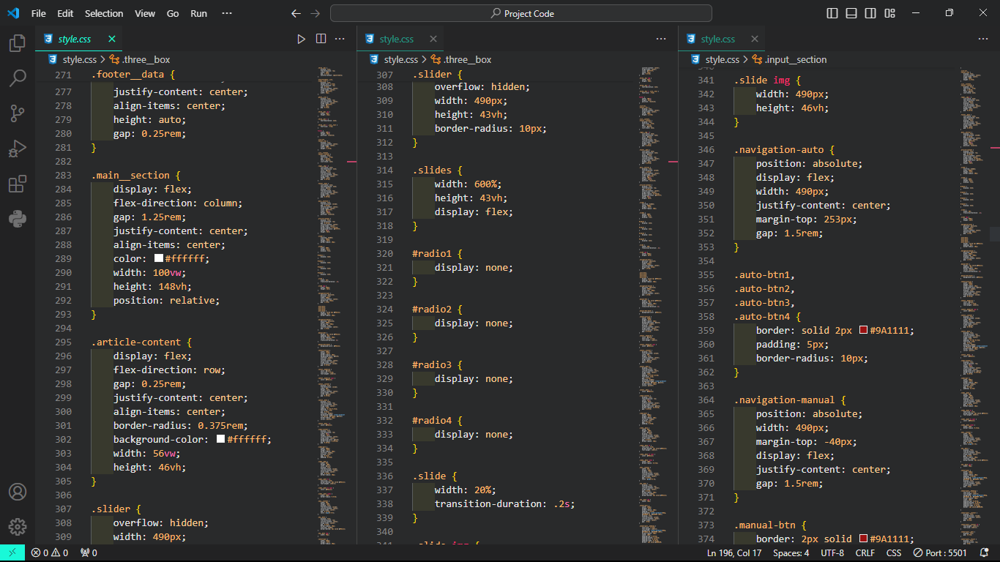 File Edit Selection View Go Run ···
Project Code
style.css
style.css > .three__box
271 .footer__data {
277 justify-content: center;
278 align-items: center;
279 height: auto;
280 gap: 0.25rem;
281 }
282
283 .main__section {
284 display: flex;
285 flex-direction: column;
286 gap: 1.25rem;
287 justify-content: center;
288 align-items: center;
289 color: #ffffff;
290 width: 100vw;
291 height: 148vh;
292 position: relative;
293 }
294
295 .article-content {
296 display: flex;
297 flex-direction: row;
298 gap: 0.25rem;
299 justify-content: center;
300 align-items: center;
301 border-radius: 0.375rem;
302 background-color: #ffffff;
303 width: 56vw;
304 height: 46vh;
305 }
306
307 .slider {
308 overflow: hidden;
309 width: 490px;
style.css
style.css > .three__box
307 .slider {
308 overflow: hidden;
309 width: 490px;
310 height: 43vh;
311 border-radius: 10px;
312 }
313
314 .slides {
315 width: 600%;
316 height: 43vh;
317 display: flex;
318 }
319
320 #radio1 {
321 display: none;
322 }
323
324 #radio2 {
325 display: none;
326 }
327
328 #radio3 {
329 display: none;
330 }
331
332 #radio4 {
333 display: none;
334 }
335
336 .slide {
337 width: 20%;
338 transition-duration: .2s;
339 }
340
341 .slide img {
style.css
style.css > .input__section
340
341 .slide img {
342 width: 490px;
343 height: 46vh;
344 }
345
346 .navigation-auto {
347 position: absolute;
348 display: flex;
349 width: 490px;
350 justify-content: center;
351 margin-top: 253px;
352 gap: 1.5rem;
353 }
354
355 .auto-btn1,
356 .auto-btn2,
357 .auto-btn3,
358 .auto-btn4 {
359 border: solid 2px #9A1111;
360 padding: 5px;
361 border-radius: 10px;
362 }
363
364 .navigation-manual {
365 position: absolute;
366 width: 490px;
367 margin-top: -40px;
368 display: flex;
369 justify-content: center;
370 gap: 1.5rem;
371 }
372
373 .manual-btn {
374 border: 2px solid #9A1111;
0 0 0 Ln 196, Col 17 Spaces: 4 UTF-8 CRLF CSS Port : 5501